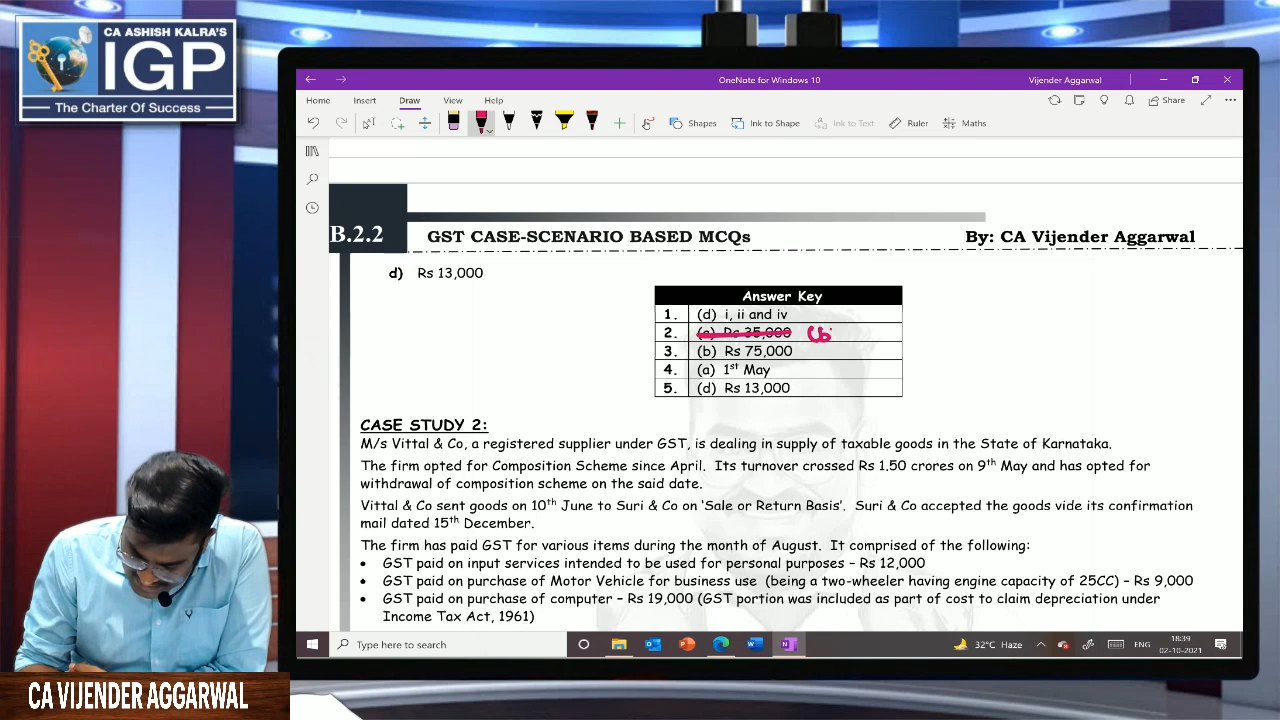 CA ASHISH KALRA'S
IGP
The Charter Of Success
OneNote for Windows 10
Vijender Aggarwal
Home Insert Draw View Help
Share
Shapes Ink to Shape Ink to Text Ruler Maths
B.2.2 GST CASE-SCENARIO BASED MCQs By: CA Vijender Aggarwal
d) Rs 13,000
Answer Key
1. (d) i, ii and iv
2. (c) Rs 35,000 (b)
3. (b) Rs 75,000
4. (a) 1st May
5. (d) Rs 13,000
CASE STUDY 2:
M/s Vittal & Co, a registered supplier under GST, is dealing in supply of taxable goods in the State of Karnataka.
The firm opted for Composition Scheme since April. Its turnover crossed Rs 1.50 crores on 9th May and has opted for
withdrawal of composition scheme on the said date.
Vittal & Co sent goods on 10th June to Suri & Co on 'Sale or Return Basis'. Suri & Co accepted the goods vide its confirmation
mail dated 15th December.
The firm has paid GST for various items during the month of August. It comprised of the following:
• GST paid on input services intended to be used for personal purposes – Rs 12,000
• GST paid on purchase of Motor Vehicle for business use (being a two-wheeler having engine capacity of 25CC) – Rs 9,000
• GST paid on purchase of computer – Rs 19,000 (GST portion was included as part of cost to claim depreciation under
Income Tax Act, 1961)
Type here to search
32°C Haze
ENG
18:39
02-10-2021
CA VIJENDER AGGARWAL